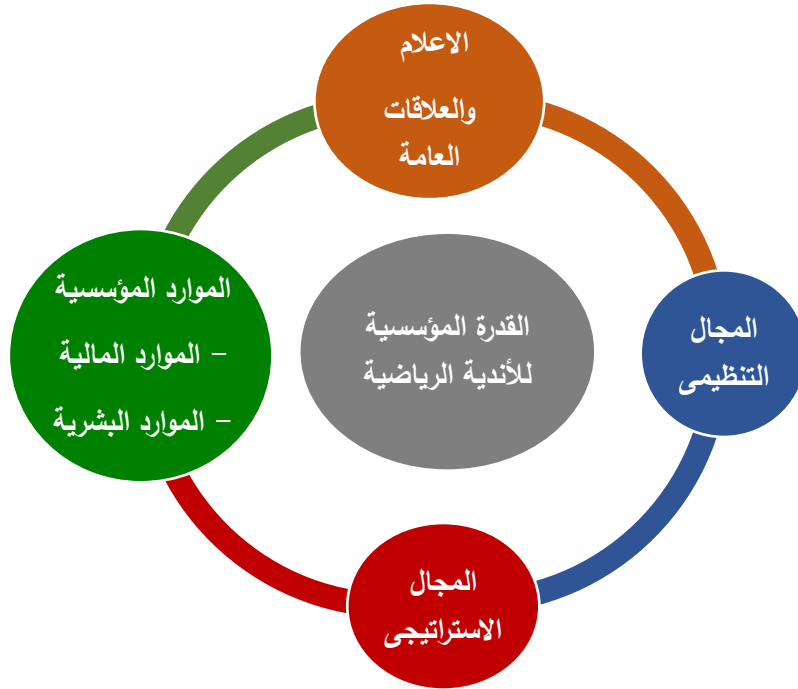 الاعلام
والعلاقات
العامة
الموارد المؤسسية
- الموارد المالية
- الموارد البشرية
القدرة المؤسسية
للأندية الرياضية
المجال
التنظيمى
المجال
الاستراتيجى